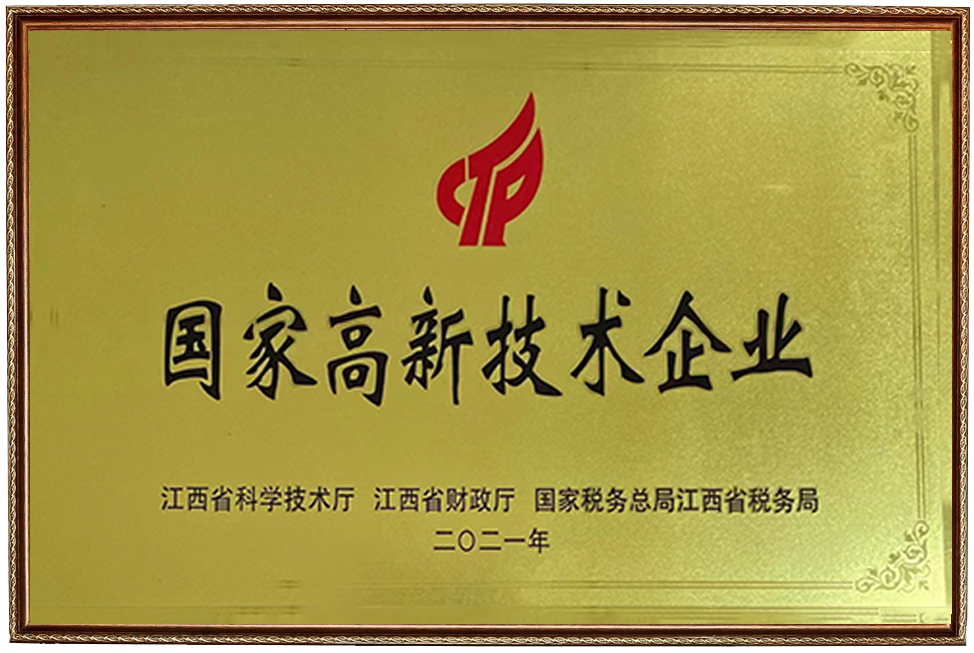 CTP
国家高新技术企业
江西省科学技术厅 江西省财政厅 国家税务总局江西省税务局
二〇二一年